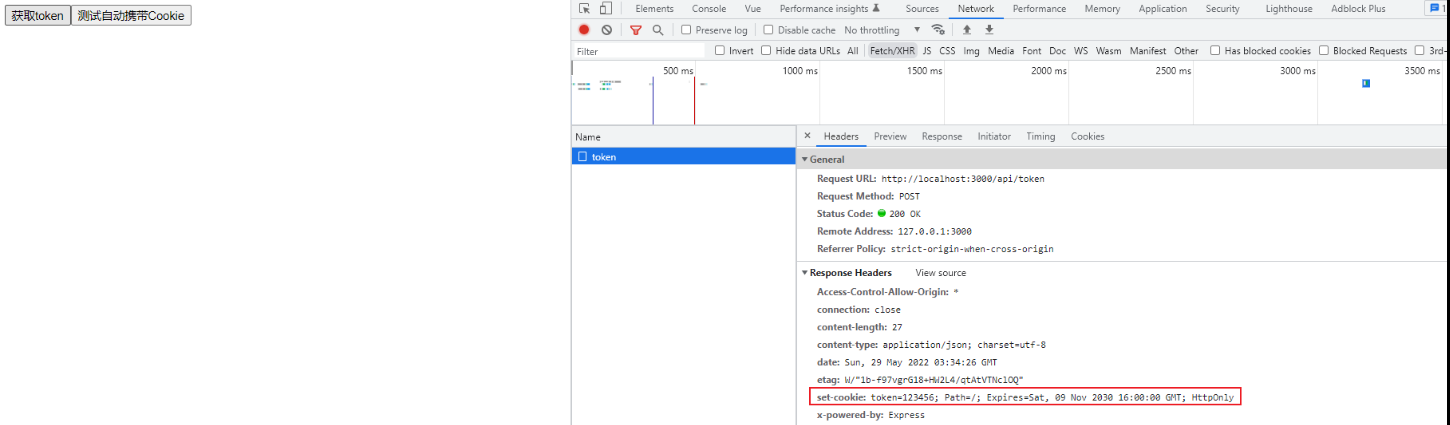 获取token 测试自动携带Cookie
Elements Console Vue Performance insights Sources Network Performance Memory Application Security Lighthouse Adblock Plus 1
Preserve log Disable cache No throttling
Filter Invert Hide data URLs All Fetch/XHR JS CSS Img Media Font Doc WS Wasm Manifest Other Has blocked cookies Blocked Requests 3rd-
500 ms 1000 ms 1500 ms 2000 ms 2500 ms 3000 ms 3500 ms
Name
token
× Headers Preview Response Initiator Timing Cookies
General
Request URL: http://localhost:3000/api/token
Request Method: POST
Status Code: 200 OK
Remote Address: 127.0.0.1:3000
Referrer Policy: strict-origin-when-cross-origin
Response Headers View source
Access-Control-Allow-Origin: *
connection: close
content-length: 27
content-type: application/json; charset=utf-8
date: Sun, 29 May 2022 03:34:26 GMT
etag: W/"1b-f97vgrG18+HW2L4/qtAtVTNclOQ"
set-cookie: token=123456; Path=/; Expires=Sat, 09 Nov 2030 16:00:00 GMT; HttpOnly
x-powered-by: Express